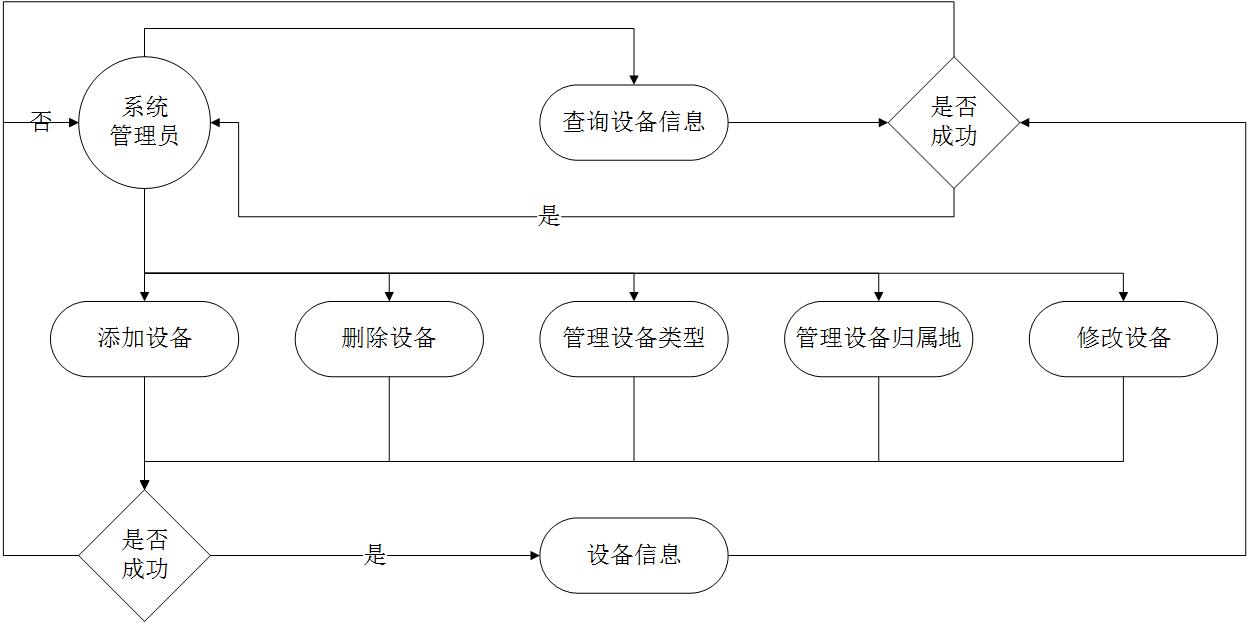 否
系统
管理员
查询设备信息
是否
成功
是
添加设备
删除设备
管理设备类型
管理设备归属地
修改设备
是否
成功
是
设备信息